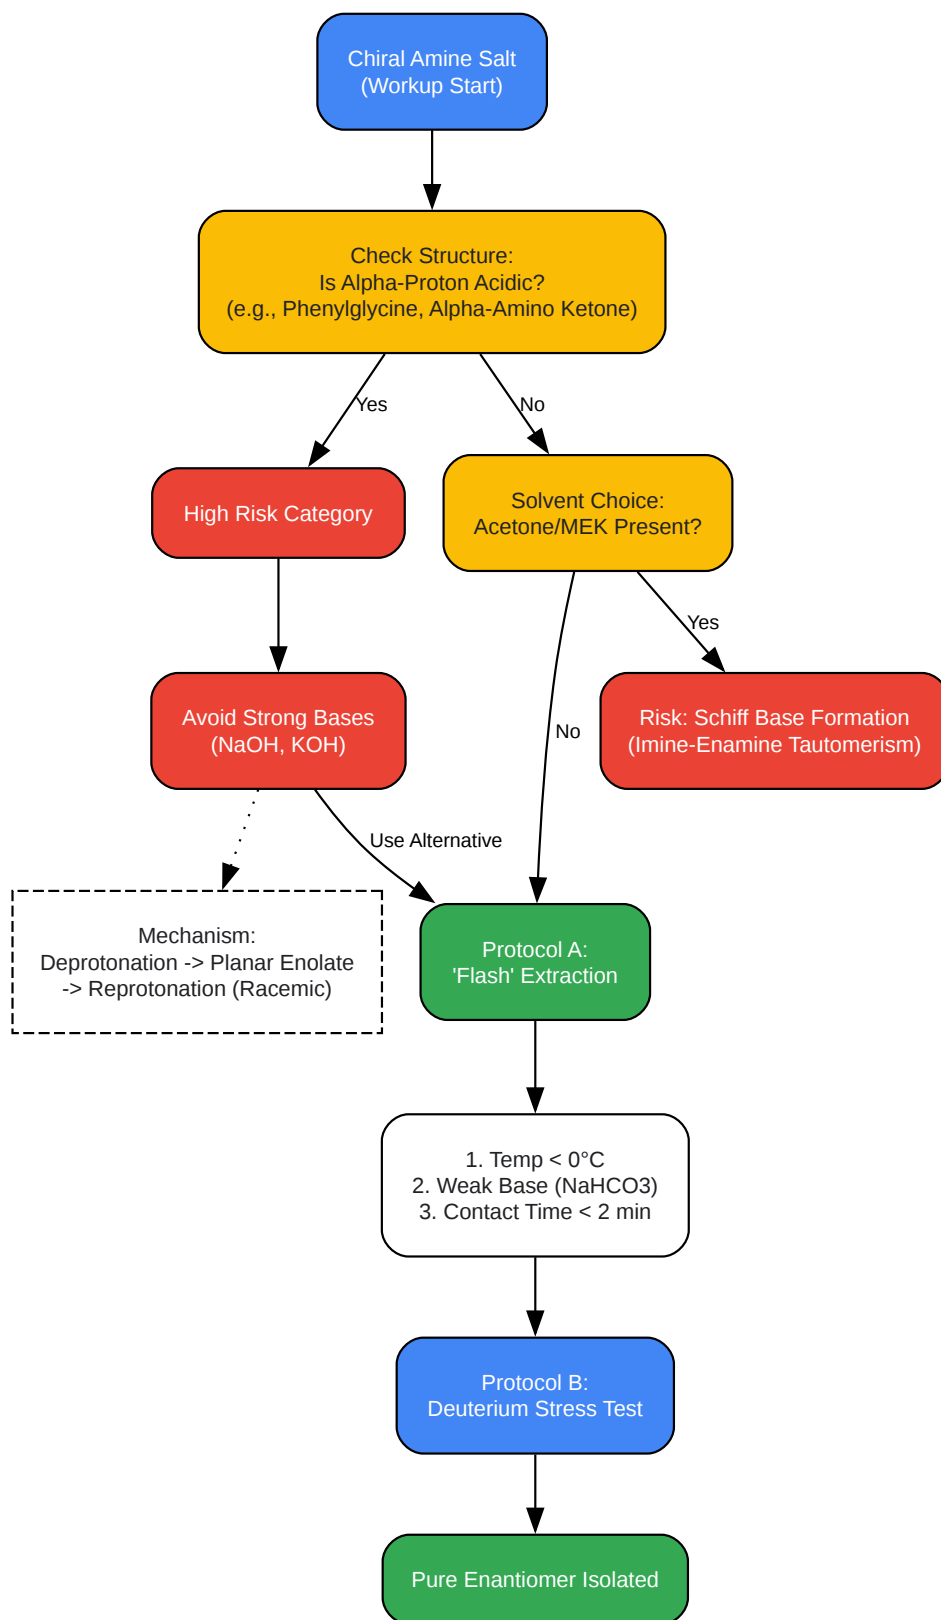 Chiral Amine Salt
(Workup Start)
Check Structure:
Is Alpha-Proton Acidic?
(e.g., Phenylglycine, Alpha-Amino Ketone)
Yes
No
High Risk Category
Solvent Choice:
Acetone/MEK Present?
Yes
No
Avoid Strong Bases
(NaOH, KOH)
Risk: Schiff Base Formation
(Imine-Enamine Tautomerism)
Use Alternative
Mechanism:
Deprotonation -> Planar Enolate
-> Reprotonation (Racemic)
Protocol A:
'Flash' Extraction
1. Temp < 0°C
2. Weak Base (NaHCO3)
3. Contact Time < 2 min
Protocol B:
Deuterium Stress Test
Pure Enantiomer Isolated